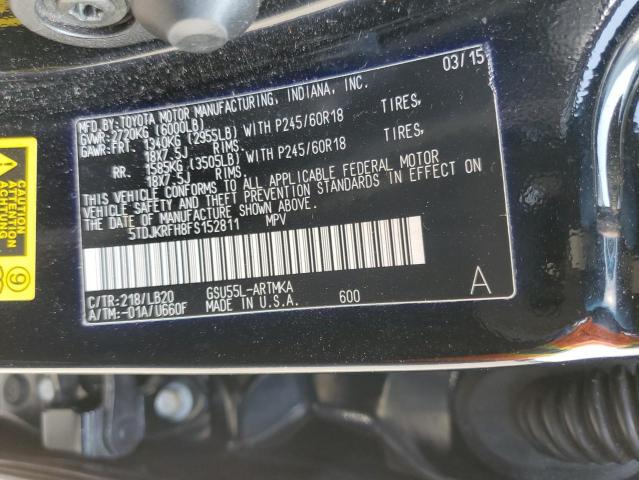 MFD.BY:TOYOTA MOTOR MANUFACTURING, INDIANA, INC. 03/15
GVWR:2720KG (6000LB)
GAWR:FRT. 1340KG (2955LB) WITH P245/60R18 TIRES,
18X7.5J RIMS,
RR. 1585KG (3505LB) WITH P245/60R18 TIRES,
18X7.5J RIMS,
THIS VEHICLE CONFORMS TO ALL APPLICABLE FEDERAL MOTOR
VEHICLE SAFETY AND THEFT PREVENTION STANDARDS IN EFFECT ON
THE DATE OF MANUFACTURE SHOWN ABOVE.
5TDJKRFH8FS152811 MPV
C/TR:218/LB20 GSU55L-ARTMKA A
A/TM:-01A/U660F MADE IN U.S.A. 600
CAUTION
ATTENTION
9